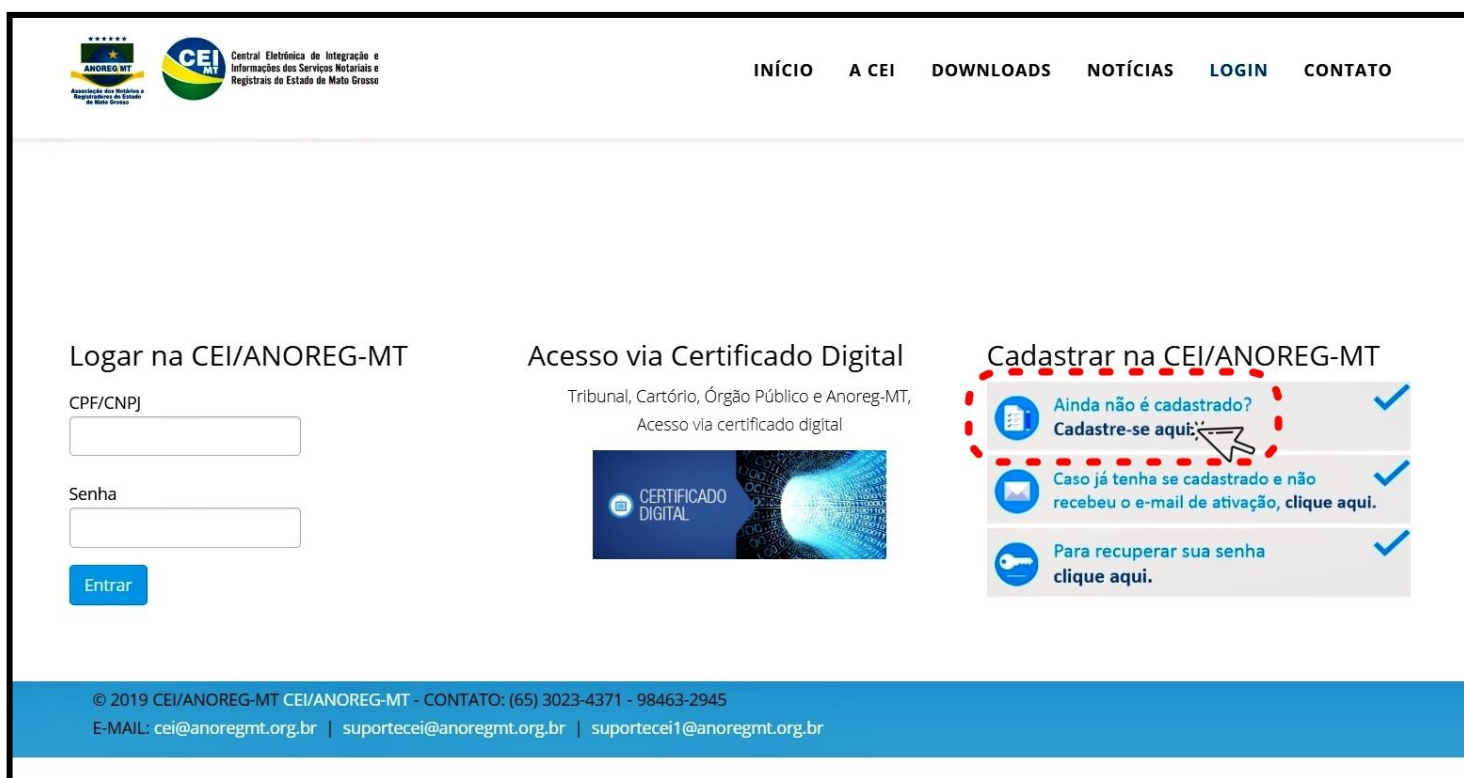 ANOREG MT
Associação dos Notários e
Registradores do Estado
de Mato Grosso
CEI
MT
Central Eletrônica de Integração e
Informações dos Serviços Notariais e
Registrais do Estado de Mato Grosso
INÍCIO A CEI DOWNLOADS NOTÍCIAS LOGIN CONTATO
Logar na CEI/ANOREG-MT
CPF/CNPJ
Senha
Entrar
Acesso via Certificado Digital
Tribunal, Cartório, Órgão Público e Anoreg-MT,
Acesso via certificado digital
CERTIFICADO
DIGITAL
Cadastrar na CEI/ANOREG-MT
Ainda não é cadastrado?
Cadastre-se aqui.
Caso já tenha se cadastrado e não
recebeu o e-mail de ativação, clique aqui.
Para recuperar sua senha
clique aqui.
© 2019 CEI/ANOREG-MT CEI/ANOREG-MT - CONTATO: (65) 3023-4371 - 98463-2945
E-MAIL: cei@anoregmt.org.br | suportecei@anoregmt.org.br | suportecei1@anoregmt.org.br